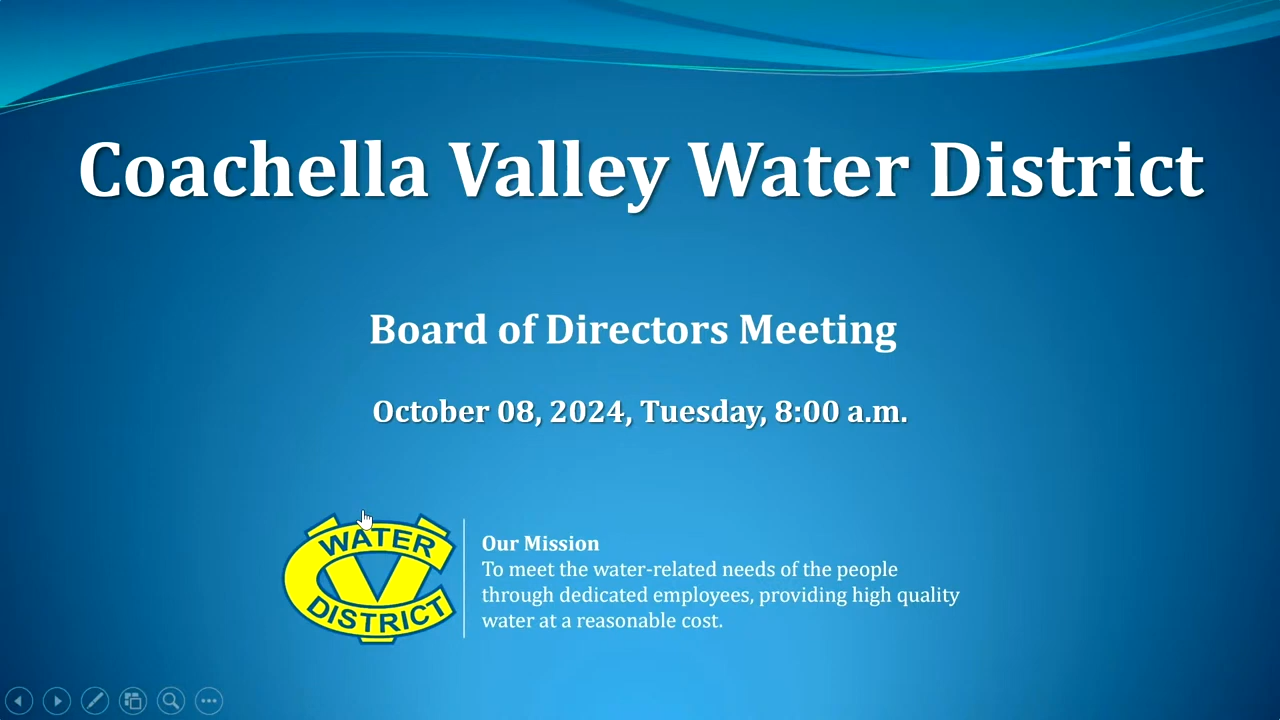 Coachella Valley Water District
Board of Directors Meeting
October 08, 2024, Tuesday, 8:00 a.m.
WATER
CV
DISTRICT
Our Mission
To meet the water-related needs of the people
through dedicated employees, providing high quality
water at a reasonable cost.